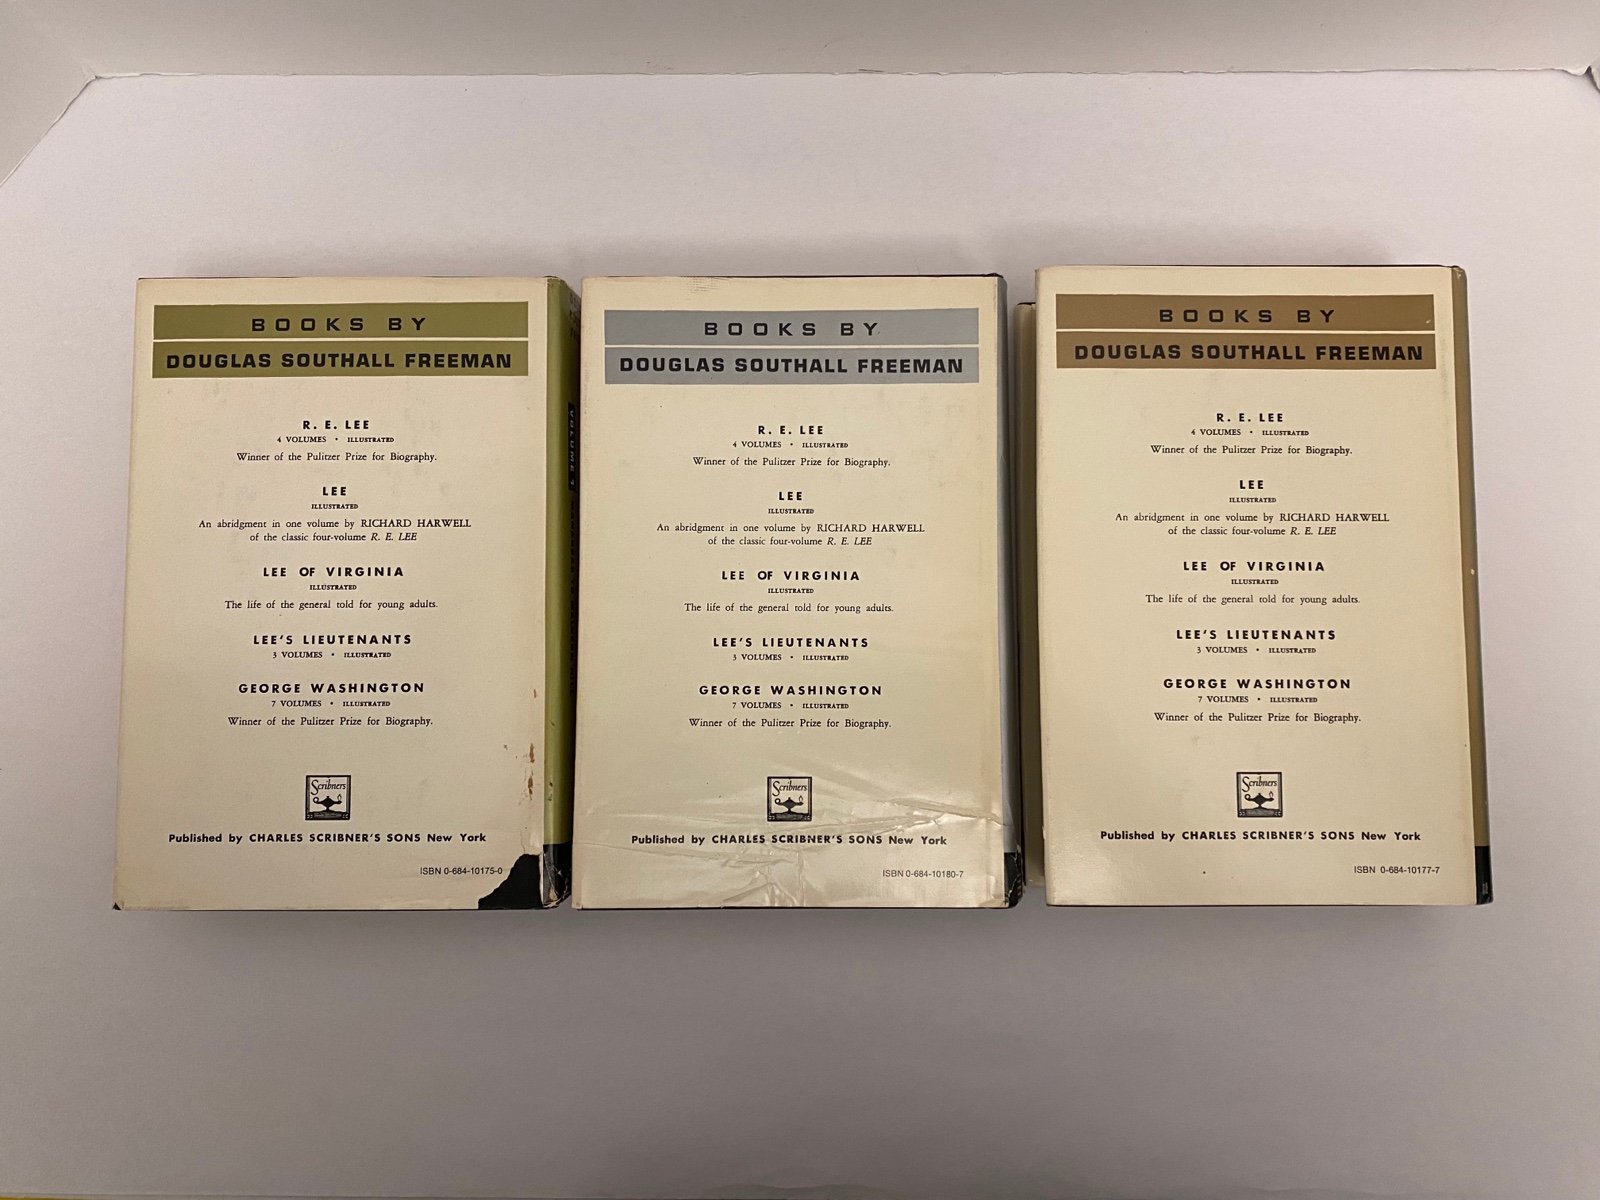 BOOKS BY
DOUGLAS SOUTHALL FREEMAN
R. E. LEE
4 VOLUMES • ILLUSTRATED
Winner of the Pulitzer Prize for Biography.
LEE
ILLUSTRATED
An abridgment in one volume by RICHARD HARWELL
of the classic four-volume R. E. LEE
LEE OF VIRGINIA
ILLUSTRATED
The life of the general told for young adults.
LEE'S LIEUTENANTS
3 VOLUMES • ILLUSTRATED
GEORGE WASHINGTON
7 VOLUMES • ILLUSTRATED
Winner of the Pulitzer Prize for Biography.
Scribners
Published by CHARLES SCRIBNER'S SONS New York
ISBN 0-684-10175-0
VOLUME 1
BOOKS BY
DOUGLAS SOUTHALL FREEMAN
R. E. LEE
4 VOLUMES • ILLUSTRATED
Winner of the Pulitzer Prize for Biography.
LEE
ILLUSTRATED
An abridgment in one volume by RICHARD HARWELL
of the classic four-volume R. E. LEE
LEE OF VIRGINIA
ILLUSTRATED
The life of the general told for young adults.
LEE'S LIEUTENANTS
3 VOLUMES • ILLUSTRATED
GEORGE WASHINGTON
7 VOLUMES • ILLUSTRATED
Winner of the Pulitzer Prize for Biography.
Scribners
Published by CHARLES SCRIBNER'S SONS New York
ISBN 0-684-10180-7
BOOKS BY
DOUGLAS SOUTHALL FREEMAN
R. E. LEE
4 VOLUMES • ILLUSTRATED
Winner of the Pulitzer Prize for Biography.
LEE
ILLUSTRATED
An abridgment in one volume by RICHARD HARWELL
of the classic four-volume R. E. LEE
LEE OF VIRGINIA
ILLUSTRATED
The life of the general told for young adults.
LEE'S LIEUTENANTS
3 VOLUMES • ILLUSTRATED
GEORGE WASHINGTON
7 VOLUMES • ILLUSTRATED
Winner of the Pulitzer Prize for Biography.
Scribners
Published by CHARLES SCRIBNER'S SONS New York
ISBN 0-684-10177-7